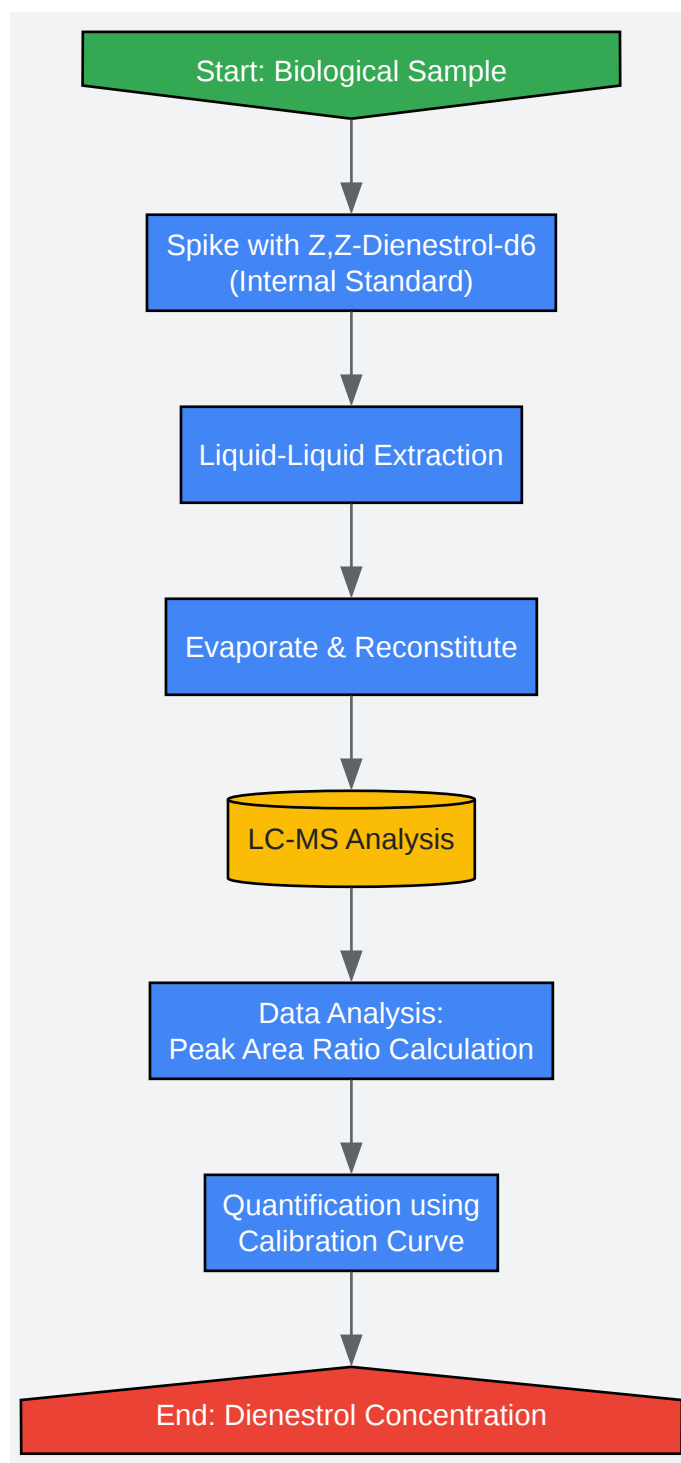 Start: Biological Sample
Spike with Z,Z-Dienestrol-d6
(Internal Standard)
Liquid-Liquid Extraction
Evaporate & Reconstitute
LC-MS Analysis
Data Analysis:
Peak Area Ratio Calculation
Quantification using
Calibration Curve
End: Dienestrol Concentration